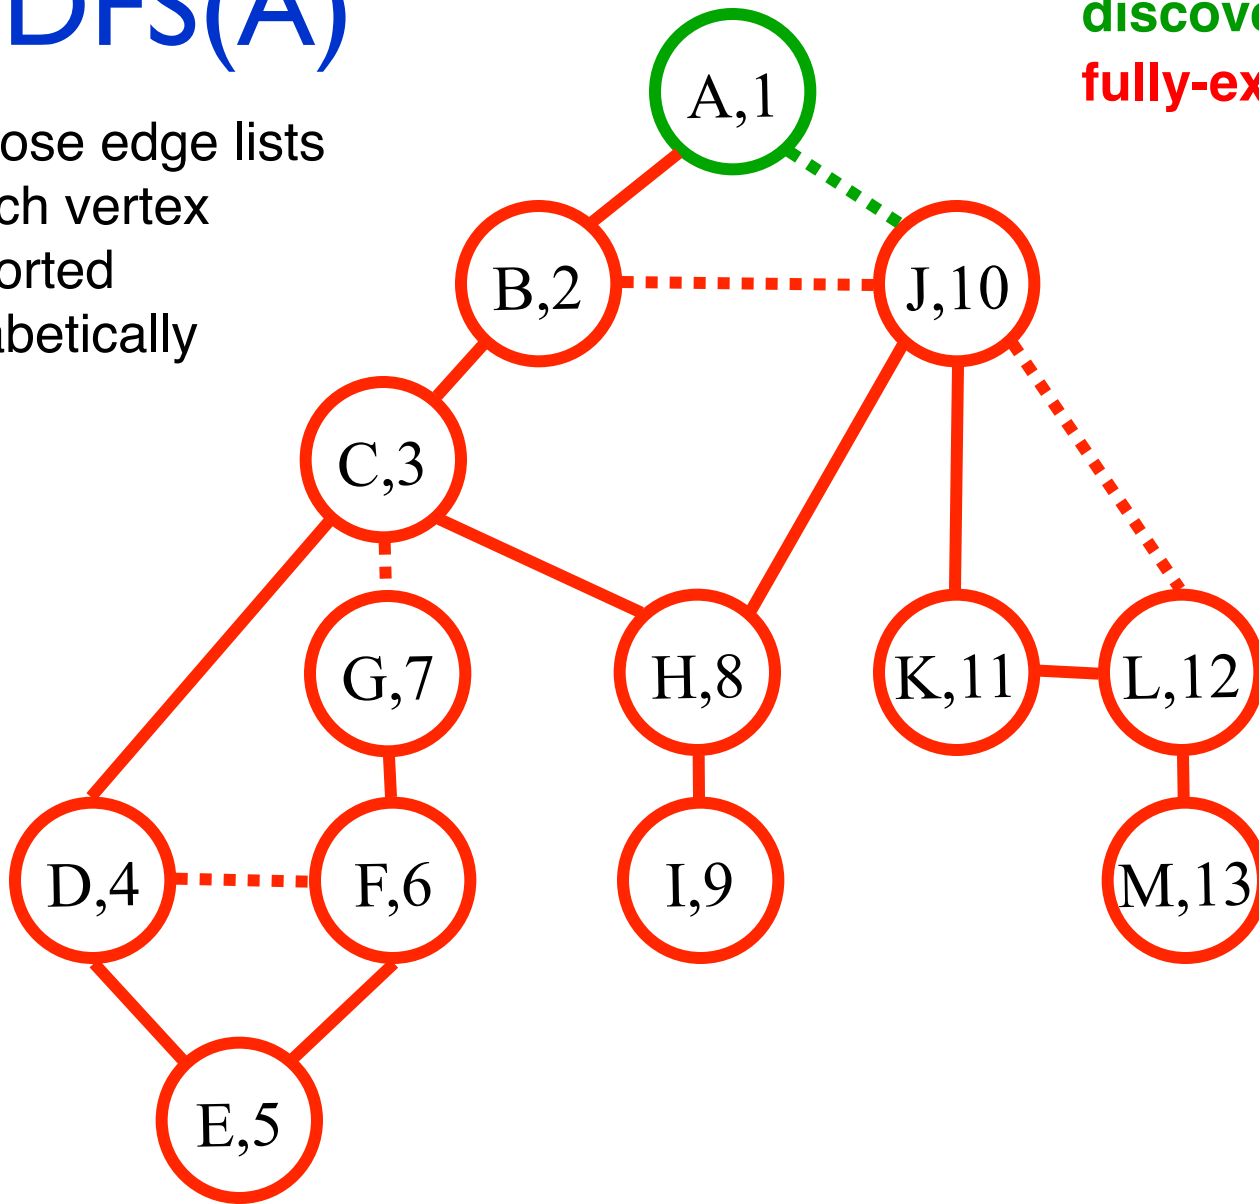 DFS(A)
discove
fully-ex
ose edge lists
ch vertex
orted
abetically
A,1
B,2
J,10
C,3
G,7
H,8
K,11
L,12
D,4
F,6
I,9
M,13
E,5